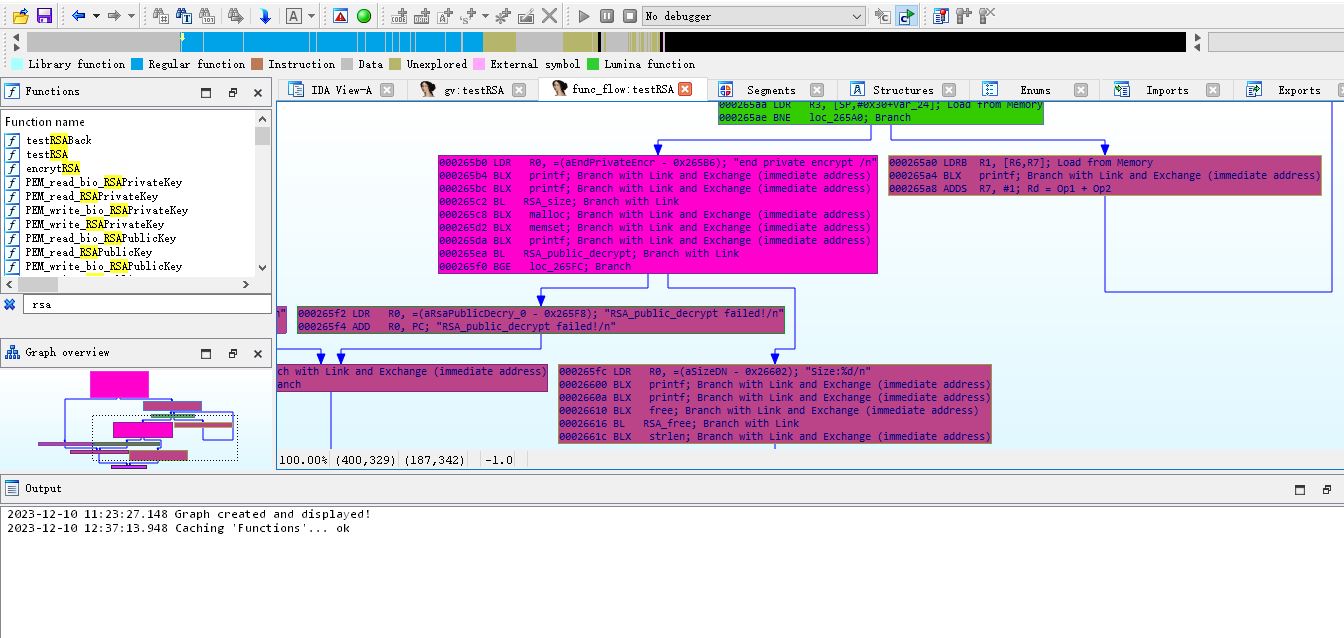 No debugger
Library function Regular function Instruction Data Unexplored External symbol Lumina function
Functions
IDA View-A gv:testRSA func_flow:testRSA Segments Structures Enums Imports Exports
Function name
testRSABack
testRSA
encrytRSA
PEM_read_bio_RSAPrivateKey
PEM_read_RSAPrivateKey
PEM_write_bio_RSAPrivateKey
PEM_write_RSAPrivateKey
PEM_read_bio_RSAPublicKey
PEM_read_RSAPublicKey
PEM_write_bio_RSAPublicKey
rsa
Graph overview
000265aa LDR R3, [SP,#0x30+var_24]; Load from Memory
000265ae BNE loc_265A0; Branch
000265b0 LDR R0, =(aEndPrivateEncr - 0x265B6); "end private encrypt /n"
000265b4 BLX printf; Branch with Link and Exchange (immediate address)
000265bc BLX printf; Branch with Link and Exchange (immediate address)
000265c2 BL RSA_size; Branch with Link
000265c8 BLX malloc; Branch with Link and Exchange (immediate address)
000265d2 BLX memset; Branch with Link and Exchange (immediate address)
000265da BLX printf; Branch with Link and Exchange (immediate address)
000265ea BL RSA_public_decrypt; Branch with Link
000265f0 BGE loc_265FC; Branch
000265a0 LDRB R1, [R6,R7]; Load from Memory
000265a4 BLX printf; Branch with Link and Exchange (immediate address)
000265a8 ADDS R7, #1; Rd = Op1 + Op2
000265f2 LDR R0, =(aRsaPublicDecry_0 - 0x265F8); "RSA_public_decrypt failed!/n"
000265f4 ADD R0, PC; "RSA_public_decrypt failed!/n"
ch with Link and Exchange (immediate address)
anch
000265fc LDR R0, =(aSizeDN - 0x26602); "Size:%d/n"
00026600 BLX printf; Branch with Link and Exchange (immediate address)
0002660a BLX printf; Branch with Link and Exchange (immediate address)
00026610 BLX free; Branch with Link and Exchange (immediate address)
00026616 BL RSA_free; Branch with Link
0002661c BLX strlen; Branch with Link and Exchange (immediate address)
100.00% (400,329) (187,342) -1.0
Output
2023-12-10 11:23:27.148 Graph created and displayed!
2023-12-10 12:37:13.948 Caching 'Functions'... ok